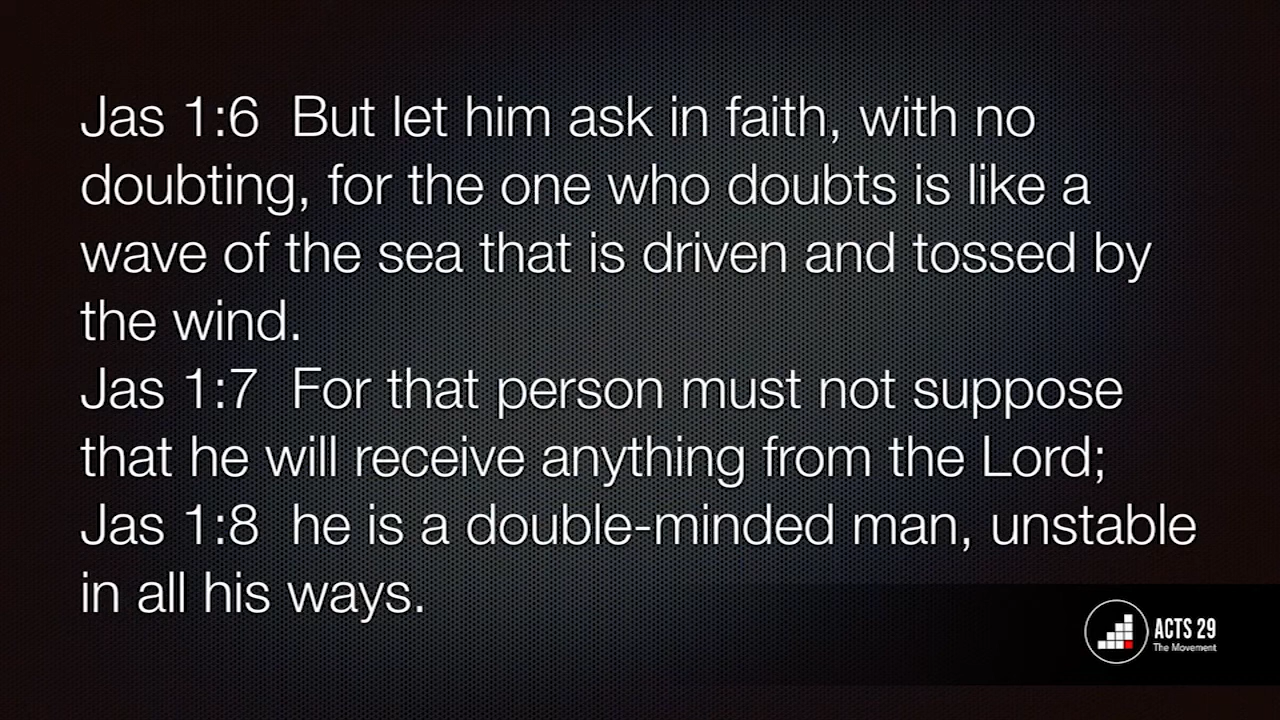 Jas 1:6  But let him ask in faith, with no
doubting, for the one who doubts is like a
wave of the sea that is driven and tossed by
the wind.
Jas 1:7  For that person must not suppose
that he will receive anything from the Lord;
Jas 1:8  he is a double-minded man, unstable
in all his ways.
ACTS 29
The Movement